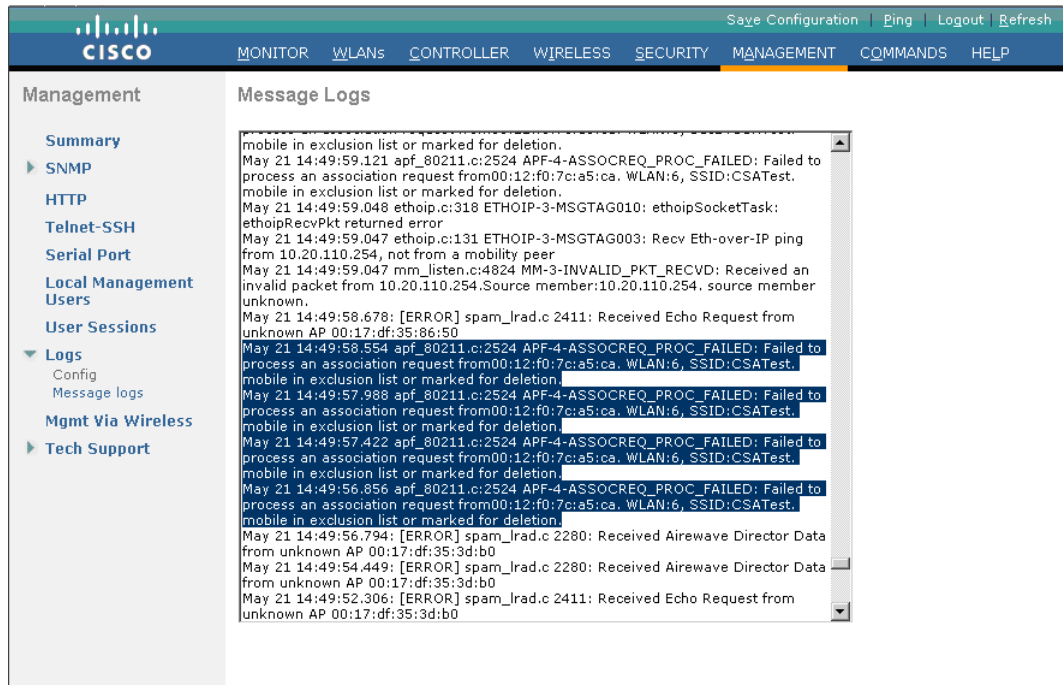 Save Configuration | Ping | Logout | Refresh
CISCO
MONITOR WLANs CONTROLLER WIRELESS SECURITY MANAGEMENT COMMANDS HELP
Management
Summary
SNMP
HTTP
Telnet-SSH
Serial Port
Local Management
Users
User Sessions
Logs
Config
Message logs
Mgmt Via Wireless
Tech Support
Message Logs
mobile in exclusion list or marked for deletion.
May 21 14:49:59.121 apf_80211.c:2524 APF-4-ASSOCREQ_PROC_FAILED: Failed to
process an association request from00:12:f0:7c:a5:ca. WLAN:6, SSID:CSATest.
mobile in exclusion list or marked for deletion.
May 21 14:49:59.048 ethoip.c:318 ETHOIP-3-MSGTAG010: ethoipSocketTask:
ethoipRecvPkt returned error
May 21 14:49:59.047 ethoip.c:131 ETHOIP-3-MSGTAG003: Recv Eth-over-IP ping
from 10.20.110.254, not from a mobility peer
May 21 14:49:59.047 mm_listen.c:4824 MM-3-INVALID_PKT_RECVD: Received an
invalid packet from 10.20.110.254.Source member:10.20.110.254. source member
unknown.
May 21 14:49:58.678: [ERROR] spam_lrad.c 2411: Received Echo Request from
unknown AP 00:17:df:35:86:50
May 21 14:49:58.554 apf_80211.c:2524 APF-4-ASSOCREQ_PROC_FAILED: Failed to
process an association request from00:12:f0:7c:a5:ca. WLAN:6, SSID:CSATest.
mobile in exclusion list or marked for deletion.
May 21 14:49:57.988 apf_80211.c:2524 APF-4-ASSOCREQ_PROC_FAILED: Failed to
process an association request from00:12:f0:7c:a5:ca. WLAN:6, SSID:CSATest.
mobile in exclusion list or marked for deletion.
May 21 14:49:57.422 apf_80211.c:2524 APF-4-ASSOCREQ_PROC_FAILED: Failed to
process an association request from00:12:f0:7c:a5:ca. WLAN:6, SSID:CSATest.
mobile in exclusion list or marked for deletion.
May 21 14:49:56.856 apf_80211.c:2524 APF-4-ASSOCREQ_PROC_FAILED: Failed to
process an association request from00:12:f0:7c:a5:ca. WLAN:6, SSID:CSATest.
mobile in exclusion list or marked for deletion.
May 21 14:49:56.794: [ERROR] spam_lrad.c 2280: Received Airewave Director Data
from unknown AP 00:17:df:35:3d:b0
May 21 14:49:54.449: [ERROR] spam_lrad.c 2280: Received Airewave Director Data
from unknown AP 00:17:df:35:3d:b0
May 21 14:49:52.306: [ERROR] spam_lrad.c 2411: Received Echo Request from
unknown AP 00:17:df:35:3d:b0